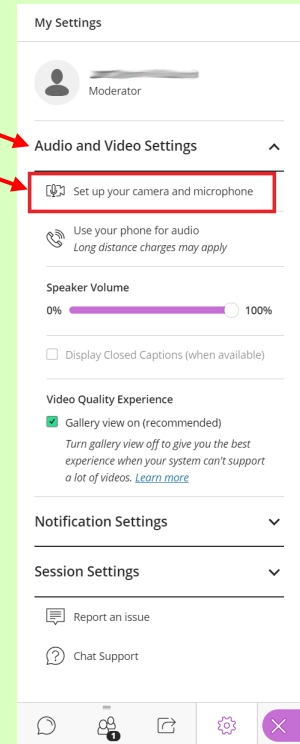 My Settings
Moderator
Audio and Video Settings
Set up your camera and microphone
Use your phone for audio
Long distance charges may apply
Speaker Volume
0% 100%
Display Closed Captions (when available)
Video Quality Experience
Gallery view on (recommended)
Turn gallery view off to give you the best
experience when your system can't support
a lot of videos. Learn more
Notification Settings
Session Settings
Report an issue
Chat Support
1